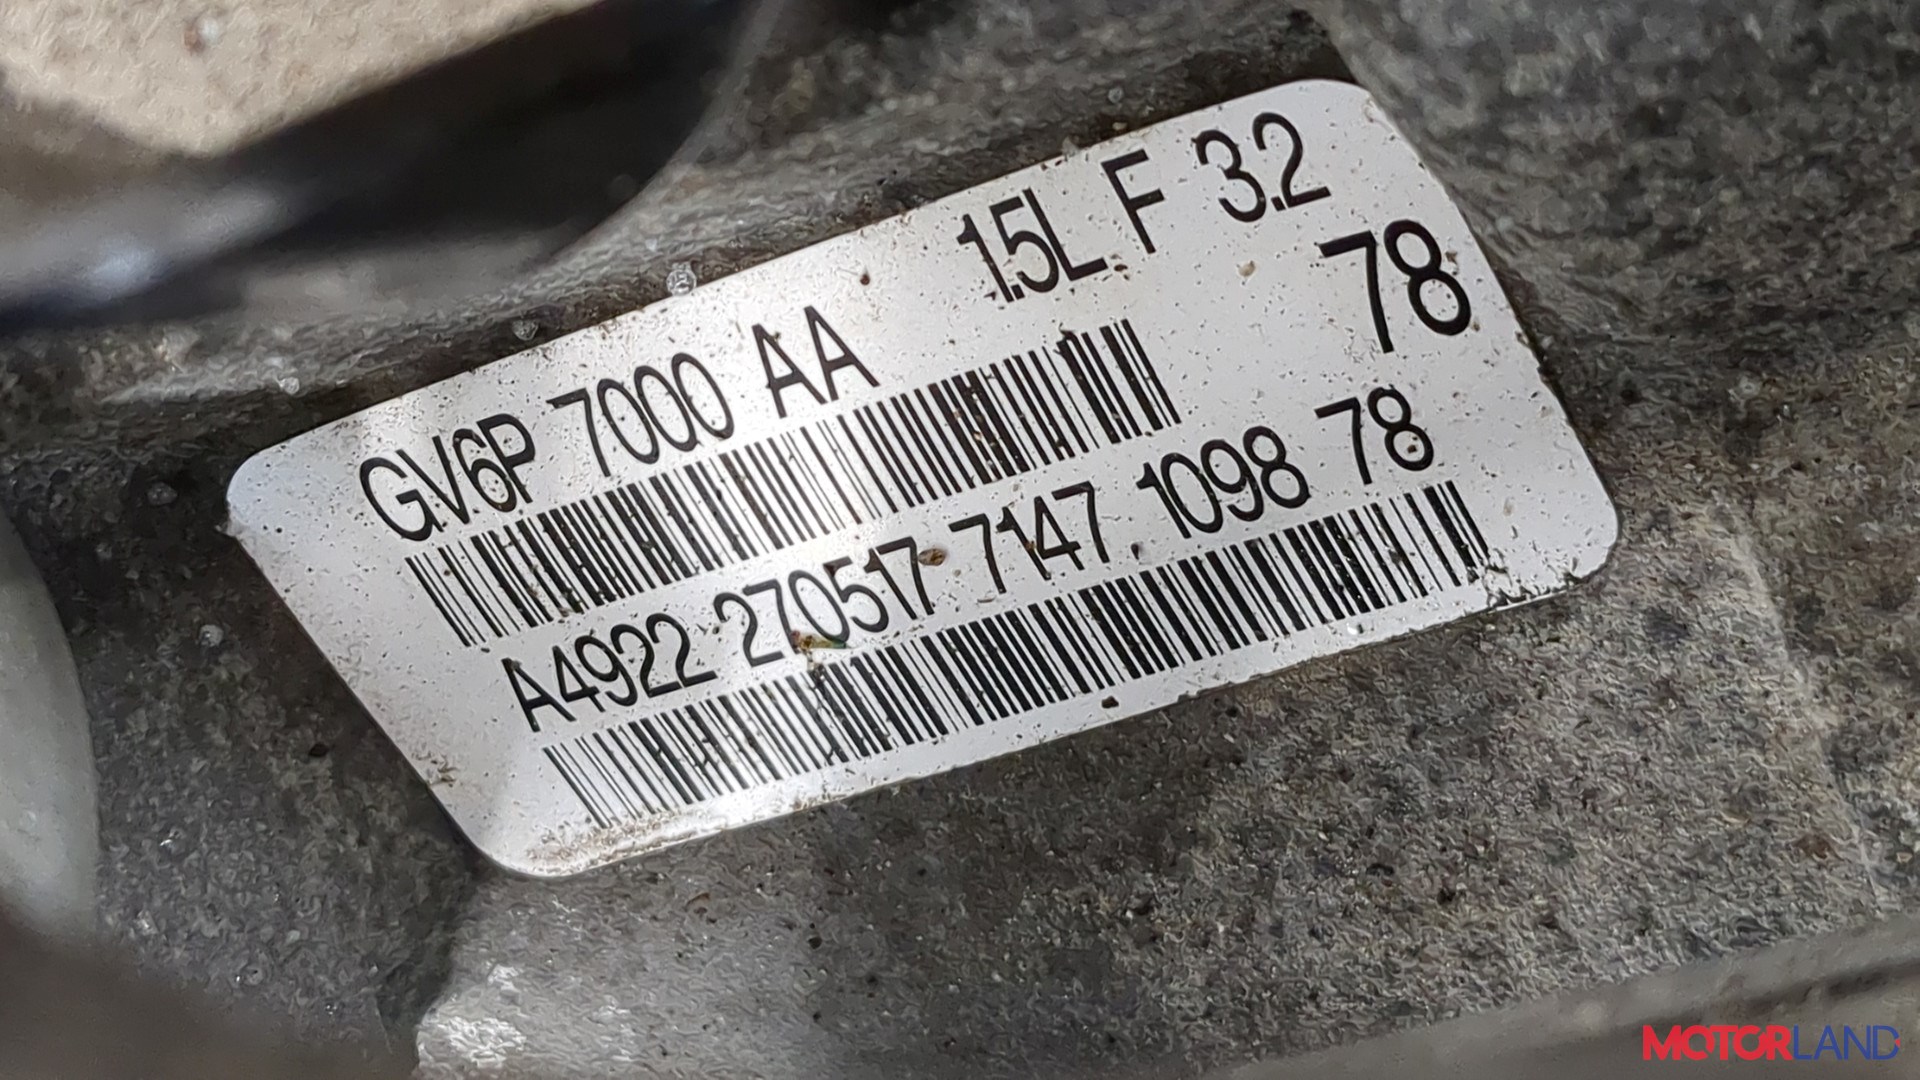 GV6P 7000 AA 1.5L F 3.2
78
A4922 270517 7147 1098 78
MOTORLAND